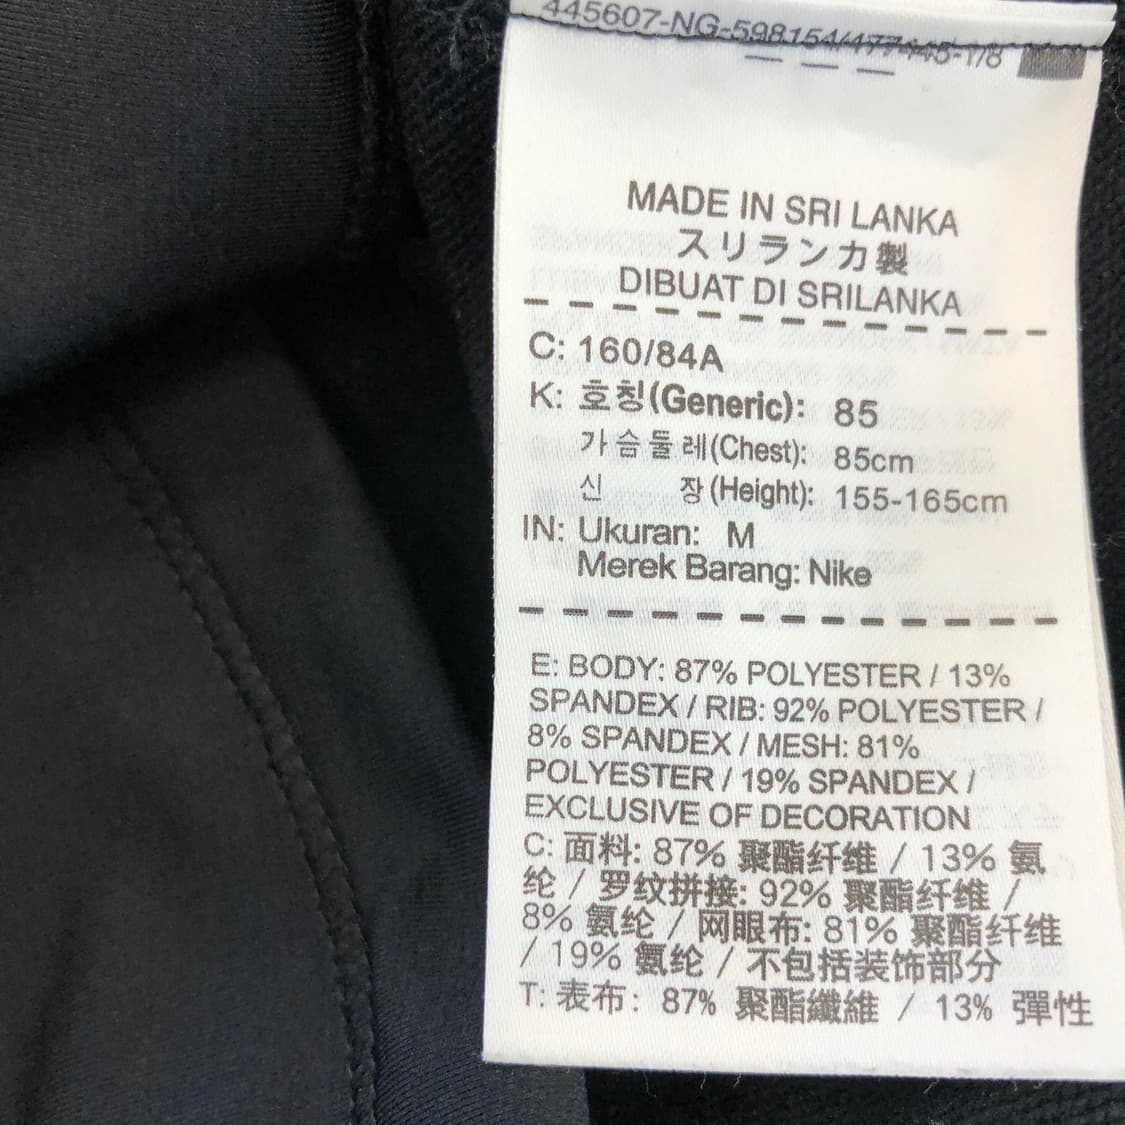 445607-NG-598154/477445-1/8
MADE IN SRI LANKA
スリランカ製
DIBUAT DI SRILANKA
C: 160/84A
K: 호칭(Generic): 85
가슴둘레(Chest): 85cm
신 장(Height): 155-165cm
IN: Ukuran: M
Merek Barang: Nike
E: BODY: 87% POLYESTER / 13%
SPANDEX / RIB: 92% POLYESTER /
8% SPANDEX / MESH: 81%
POLYESTER / 19% SPANDEX /
EXCLUSIVE OF DECORATION
C: 面料: 87% 聚酯纤维 / 13% 氨
纶 / 罗纹拼接: 92% 聚酯纤维 /
8% 氨纶 / 网眼布: 81% 聚酯纤维
/ 19% 氨纶 / 不包括装饰部分
T: 表布: 87% 聚酯纖維 / 13% 彈性